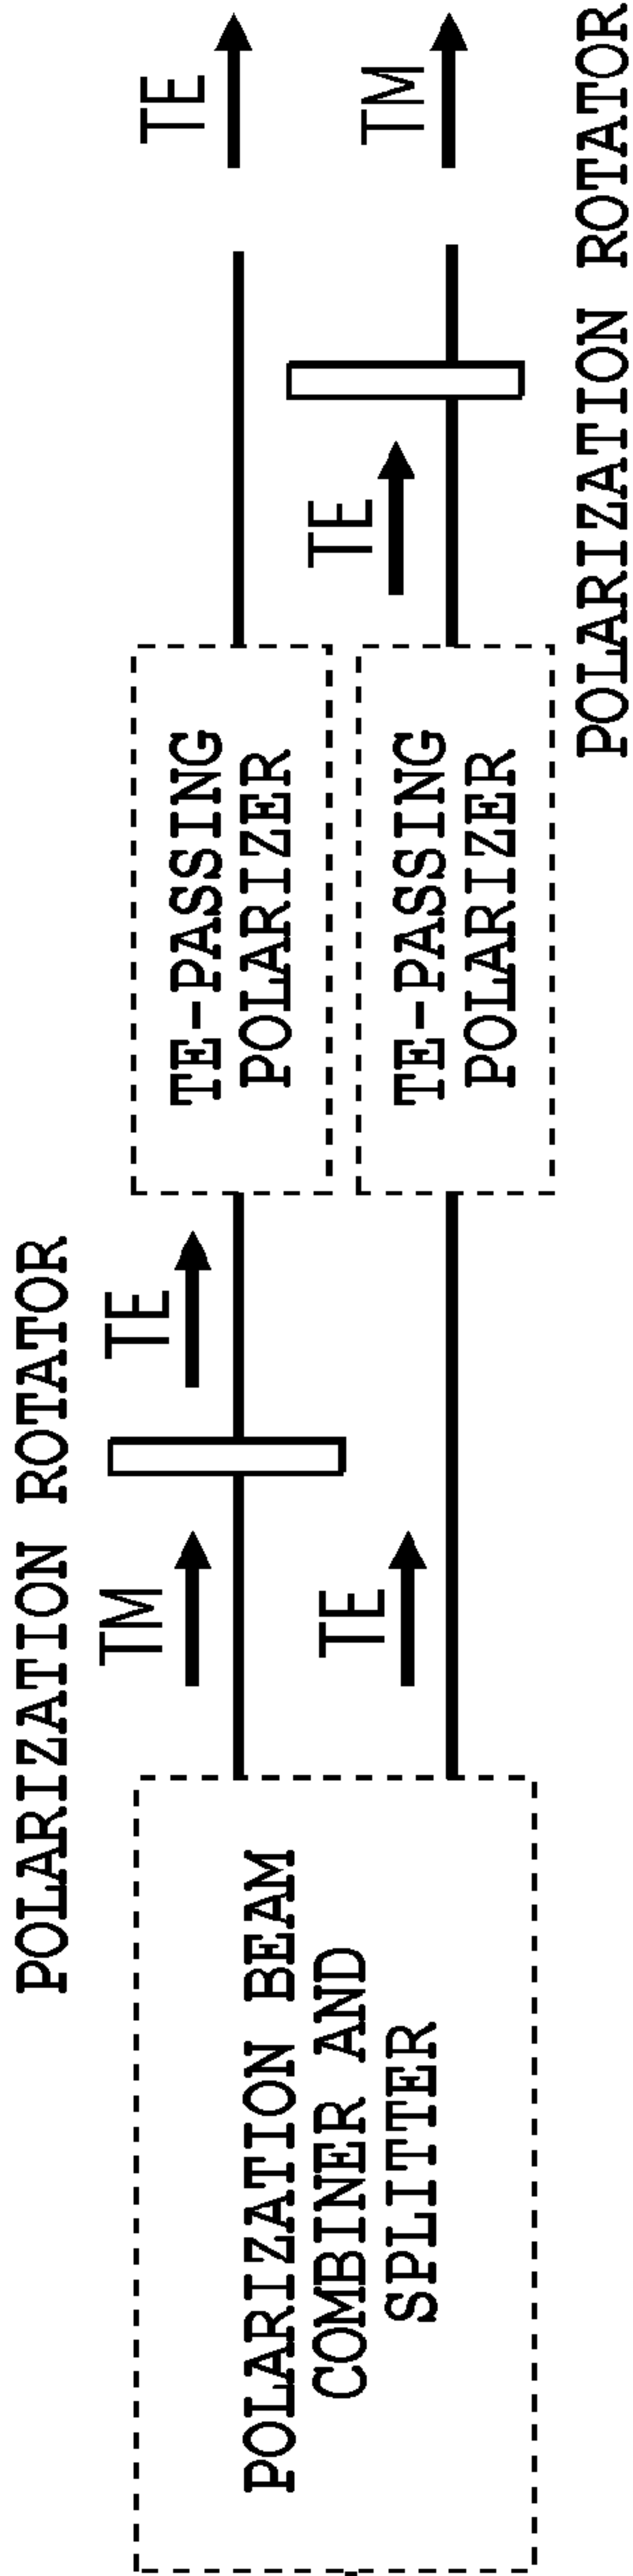 POLARIZATION BEAM
COMBINER AND
SPLITTER
POLARIZATION ROTATOR
TM
TE
TE
TE-PASSING
POLARIZER
TE-PASSING
POLARIZER
TE
POLARIZATION ROTATOR
TE
TM